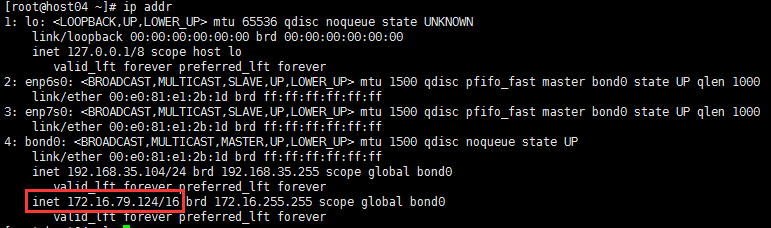 [root@host04 ~]# ip addr
1: lo: <LOOPBACK,UP,LOWER_UP> mtu 65536 qdisc noqueue state UNKNOWN
link/loopback 00:00:00:00:00:00 brd 00:00:00:00:00:00
inet 127.0.0.1/8 scope host lo
valid_lft forever preferred_lft forever
2: enp6s0: <BROADCAST,MULTICAST,SLAVE,UP,LOWER_UP> mtu 1500 qdisc pfifo_fast master bond0 state UP qlen 1000
link/ether 00:e0:81:e1:2b:1d brd ff:ff:ff:ff:ff:ff
3: enp7s0: <BROADCAST,MULTICAST,SLAVE,UP,LOWER_UP> mtu 1500 qdisc pfifo_fast master bond0 state UP qlen 1000
link/ether 00:e0:81:e1:2b:1d brd ff:ff:ff:ff:ff:ff
4: bond0: <BROADCAST,MULTICAST,MASTER,UP,LOWER_UP> mtu 1500 qdisc noqueue state UP
link/ether 00:e0:81:e1:2b:1d brd ff:ff:ff:ff:ff:ff
inet 192.168.35.104/24 brd 192.168.35.255 scope global bond0
valid_lft forever preferred_lft forever
inet 172.16.79.124/16 brd 172.16.255.255 scope global bond0
valid_lft forever preferred_lft forever